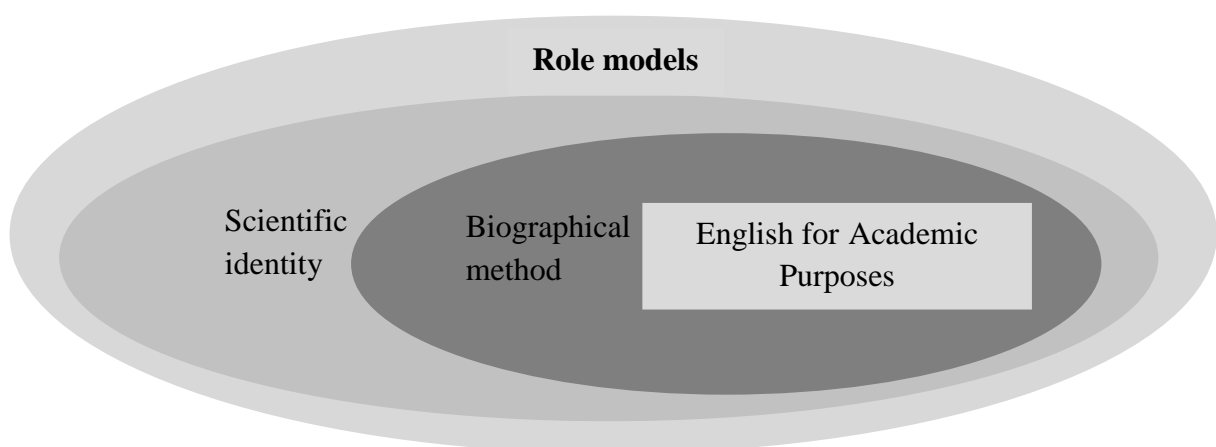 Role models
Scientific
identity
Biographical
method
English for Academic
Purposes